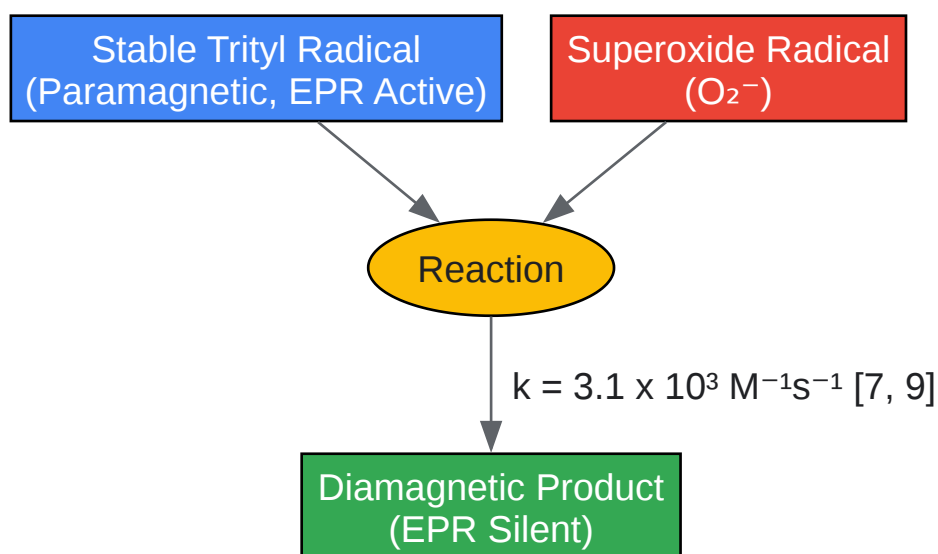 Stable Trityl Radical
(Paramagnetic, EPR Active)
Superoxide Radical
(O₂⁻)
Reaction
k = 3.1 x 10³ M⁻¹s⁻¹ [7, 9]
Diamagnetic Product
(EPR Silent)